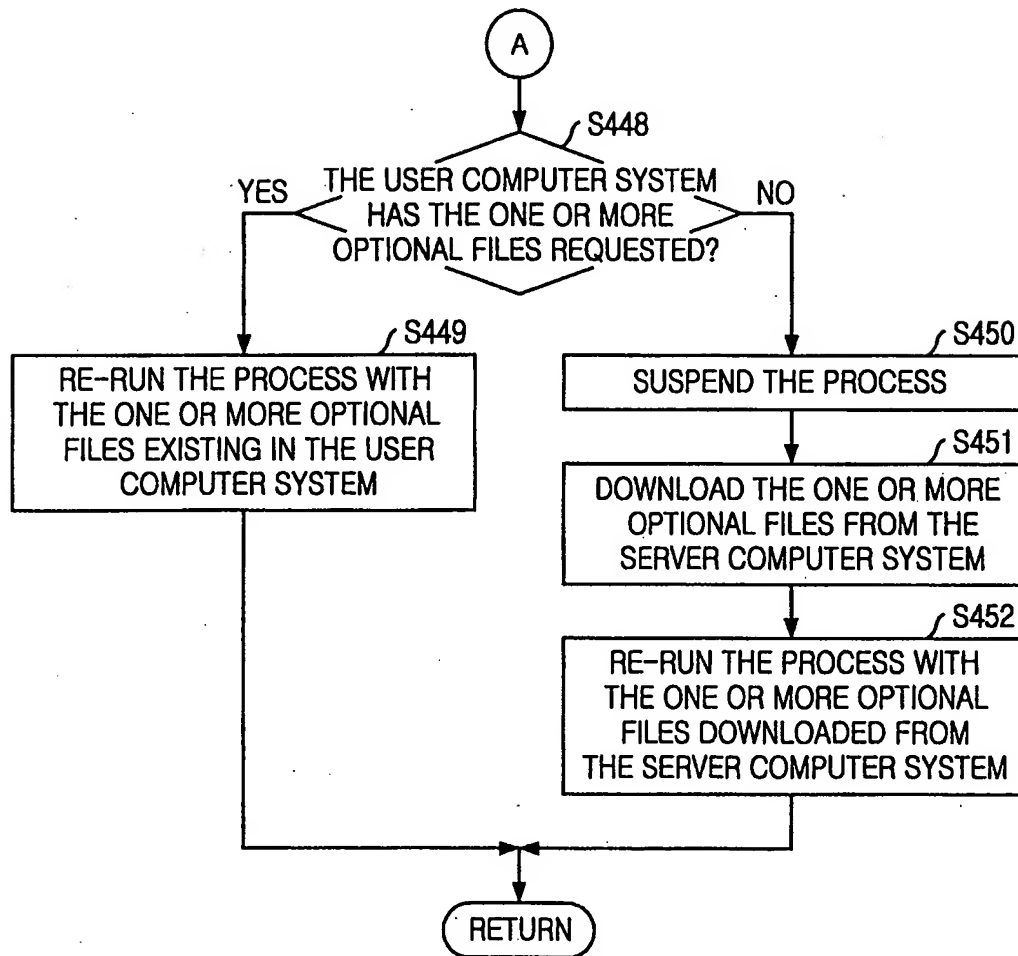 A
S448
THE USER COMPUTER SYSTEM
HAS THE ONE OR MORE
OPTIONAL FILES REQUESTED?
YES
NO
S449
RE-RUN THE PROCESS WITH
THE ONE OR MORE OPTIONAL
FILES EXISTING IN THE USER
COMPUTER SYSTEM
S450
SUSPEND THE PROCESS
S451
DOWNLOAD THE ONE OR MORE
OPTIONAL FILES FROM THE
SERVER COMPUTER SYSTEM
S452
RE-RUN THE PROCESS WITH
THE ONE OR MORE OPTIONAL
FILES DOWNLOADED FROM
THE SERVER COMPUTER SYSTEM
RETURN